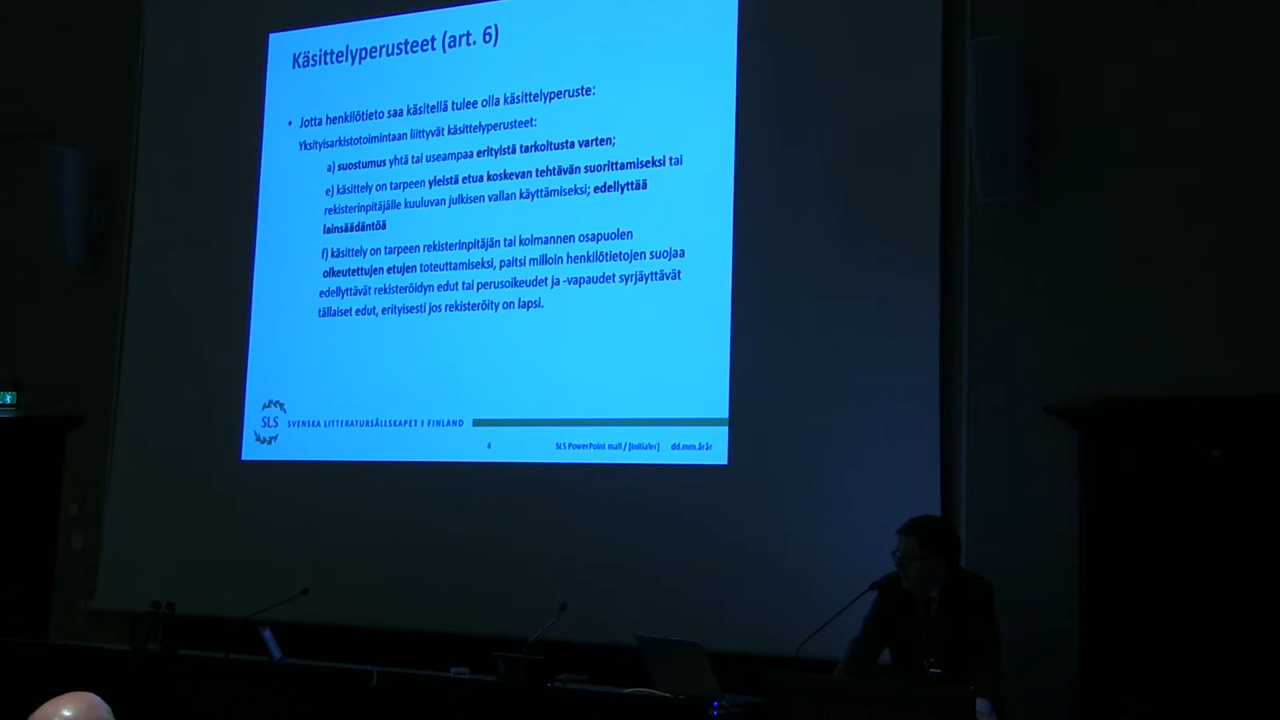 Käsittelyperusteet (art. 6)
• Jotta henkilötieto saa käsitellä tulee olla käsittelyperuste:
Yksityisarkistotoimintaan liittyvät käsittelyperusteet:
a) suostumus yhtä tai useampaa erityistä tarkoitusta varten;
e) käsittely on tarpeen yleistä etua koskevan tehtävän suorittamiseksi tai
rekisterinpitäjälle kuuluvan julkisen vallan käyttämiseksi; edellyttää
lainsäädäntöä
f) käsittely on tarpeen rekisterinpitäjän tai kolmannen osapuolen
oikeutettujen etujen toteuttamiseksi, paitsi milloin henkilötietojen suojaa
edellyttävät rekisteröidyn edut tai perusoikeudet ja -vapaudet syrjäyttävät
tällaiset edut, erityisesti jos rekisteröity on lapsi.
SLS SVENSKA LITTERATURSÄLLSKAPET I FINLAND
4 SLS PowerPoint mall / [Initialer] dd.mm.årår